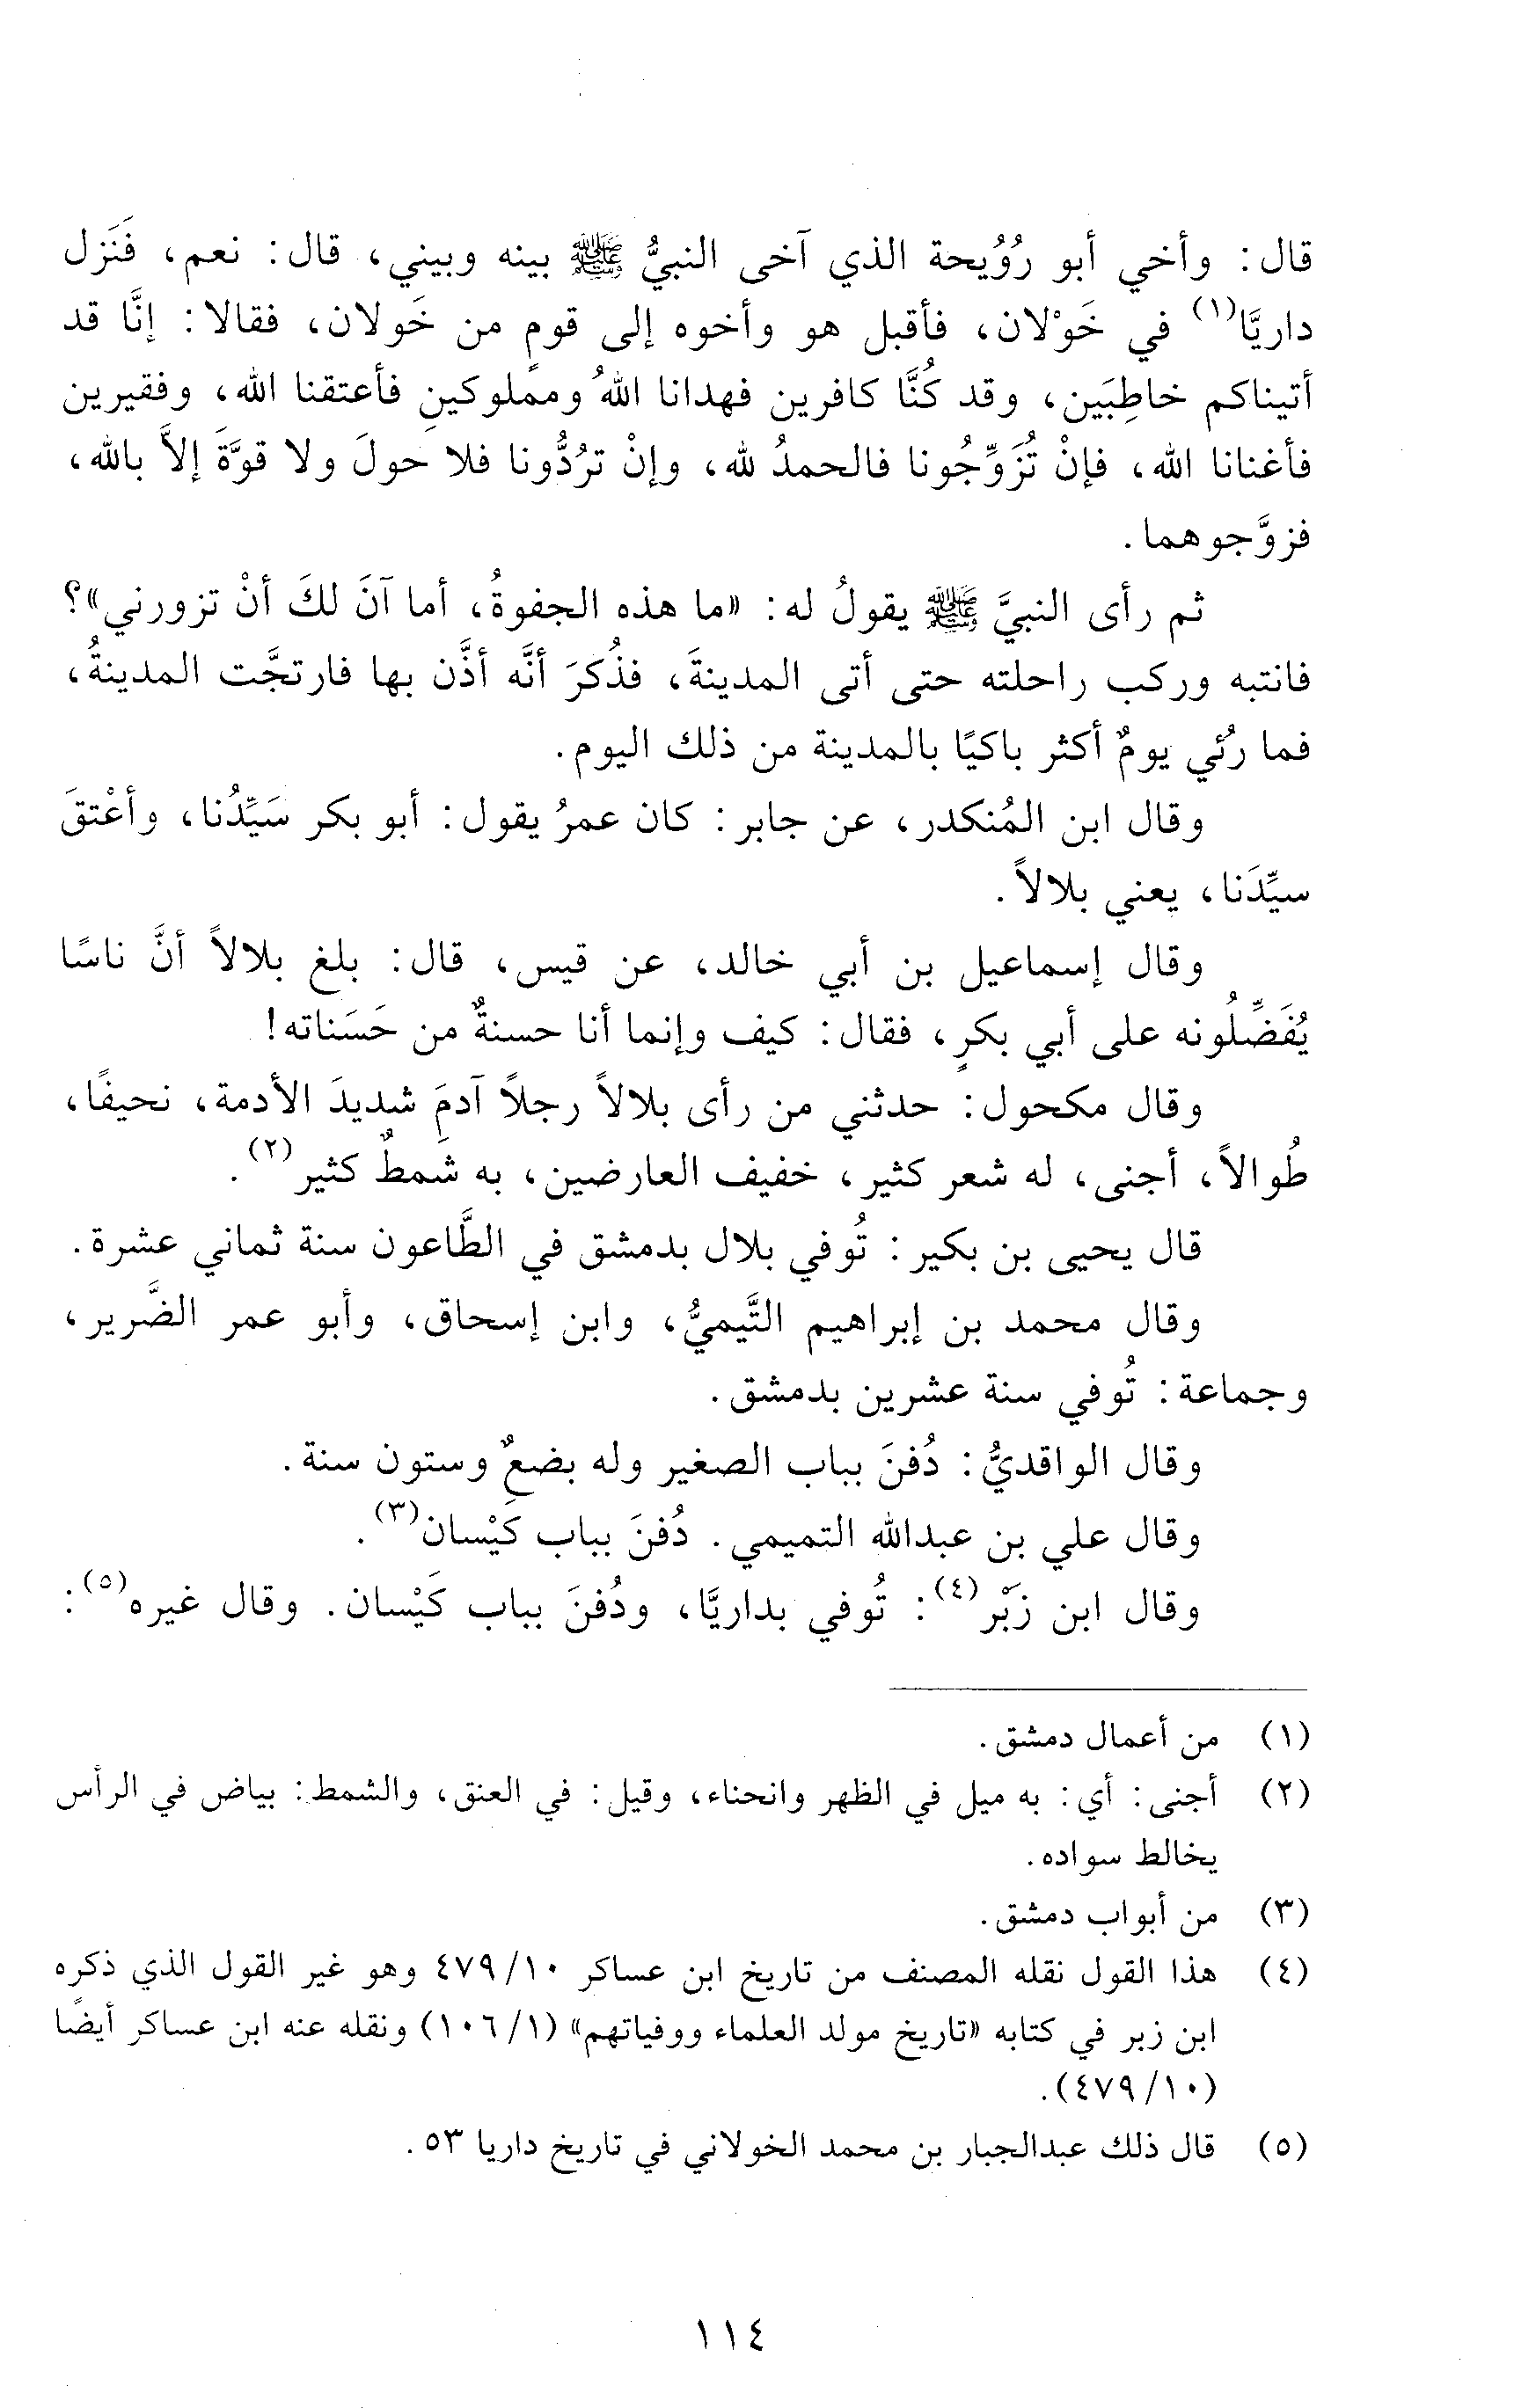 قال: وأخي أبو رُوُيحة الذي آخى النبيُّ ﷺ بينه وبيني، قال: نعم، فَنَزل
داريَّا(١) في خَوْلان، فأقبل هو وأخوه إلى قومٍ من خَولان، فقالا: إنَّا قد
أتيناكم خاطِبَين، وقد كُنَّا كافرين فهدانا اللهُ ومملوكينِ فأعتقنا الله، وفقيرين
فأغنانا الله، فإنْ تُزَوِّجُونا فالحمدُ لله، وإنْ تردُّونا فلا حولَ ولا قوَّةَ إلاَّ بالله،
فزوَّجوهما.
ثم رأى النبيَّ ﷺ يقولُ له: «ما هذه الجفوةُ، أما آنَ لكَ أنْ تزورني»؟
فانتبه وركب راحلته حتى أتى المدينةَ، فذُكرَ أنَّه أذَّن بها فارتجَّت المدينةُ،
فما رُئي يومٌ أكثر باكيًا بالمدينة من ذلك اليوم.
وقال ابن المُنكدر، عن جابر: كان عمرُ يقول: أبو بكر سَيِّدُنا، وأعْتقَ
سيِّدَنا، يعني بلالاً.
وقال إسماعيل بن أبي خالد، عن قيس، قال: بلغ بلالاً أنَّ ناسًا
يُفَضِّلُونه على أبي بكرٍ، فقال: كيف وإنما أنا حسنةٌ من حَسَناته!
وقال مكحول: حدثني من رأى بلالاً رجلاً آدمَ شديدَ الأدمة، نحيفًا،
طُوالاً، أجنى، له شعر كثير، خفيف العارضين، به شمطٌ كثير(٢).
قال يحيى بن بكير: تُوفي بلال بدمشق في الطَّاعون سنة ثماني عشرة.
وقال محمد بن إبراهيم التَّيميُّ، وابن إسحاق، وأبو عمر الضَّرير،
وجماعة: تُوفي سنة عشرين بدمشق.
وقال الواقديُّ: دُفنَ بباب الصغير وله بضعٌ وستون سنة.
وقال علي بن عبدالله التميمي. دُفنَ بباب كَيْسان(٣).
وقال ابن زَبْر(٤): تُوفي بداريَّا، ودُفنَ بباب كَيْسان. وقال غيره(٥):
(١) من أعمال دمشق.
(٢) أجنى: أي: به ميل في الظهر وانحناء، وقيل: في العنق، والشمط: بياض في الرأس
يخالط سواده.
(٣) من أبواب دمشق.
(٤) هذا القول نقله المصنف من تاريخ ابن عساكر ١٠/٤٧٩ وهو غير القول الذي ذكره
ابن زبر في كتابه «تاريخ مولد العلماء ووفياتهم» (١/١٠٦) ونقله عنه ابن عساكر أيضًا
(١٠/٤٧٩).
(٥) قال ذلك عبدالجبار بن محمد الخولاني في تاريخ داريا ٥٣.
١١٤